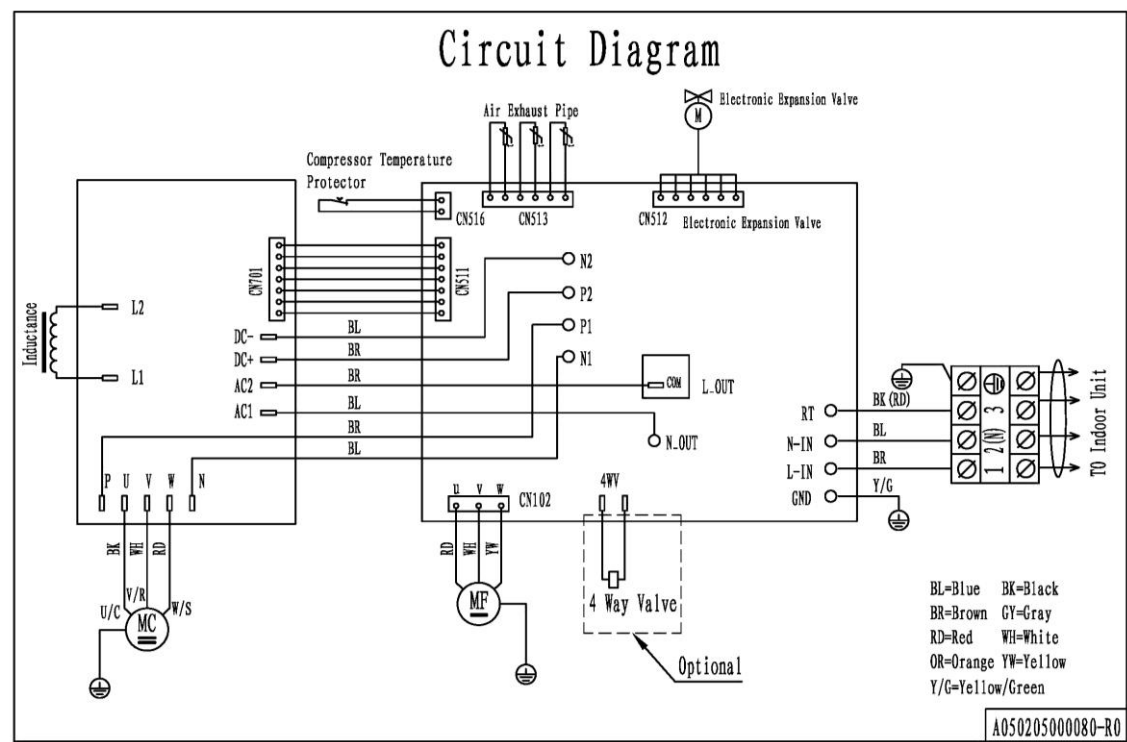 Circuit Diagram
Air Exhaust Pipe
Electronic Expansion Valve
M
Compressor Temperature
Protector
CN516
CN513
CN512
Electronic Expansion Valve
CN701
CN511
N2
P2
P1
N1
Inductance
L2
L1
DC-
DC+
AC2
AC1
BL
BR
BR
BL
BR
BL
COM
L_OUT
N_OUT
RT
N-IN
L-IN
GND
BK(RD)
BL
BR
Y/G
1 2(N) 3
TO Indoor Unit
P U V W N
BK
WH
RD
U/C
V/R
W/S
MC
u v w
CN102
RD
WH
YW
MF
4WV
4 Way Valve
Optional
BL=Blue BK=Black
BR=Brown GY=Gray
RD=Red WH=White
OR=Orange YW=Yellow
Y/G=Yellow/Green
A050205000080-R0